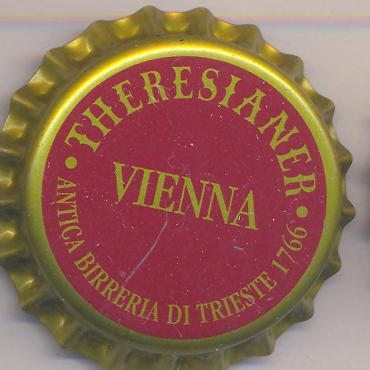 • THERESIANER •
VIENNA
ANTICA BIRRERIA DI TRIESTE 1766